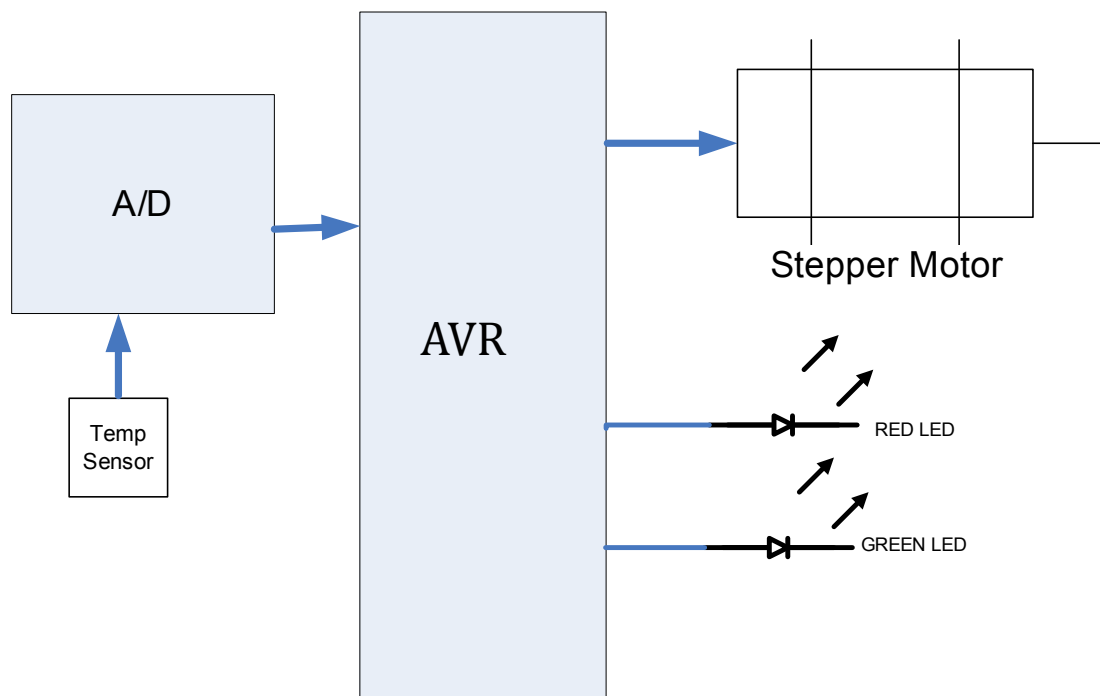 A/D
AVR
Temp
Sensor
Stepper Motor
RED LED
GREEN LED